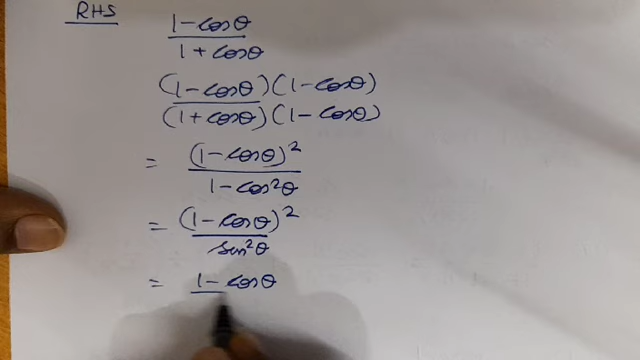 RHS
1-cosθ
1+cosθ
(1-cosθ)(1-cosθ)
(1+cosθ)(1-cosθ)
= (1-cosθ)²
1-cos²θ
= (1-cosθ)²
sin²θ
= 1-cosθ